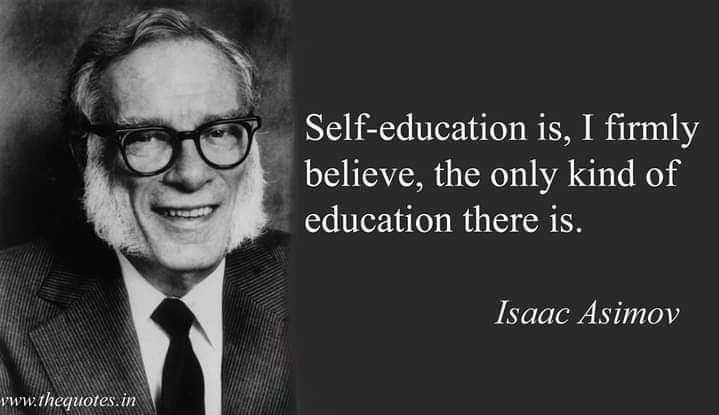 Self-education is, I firmly
believe, the only kind of
education there is.
Isaac Asimov
www.thequotes.in